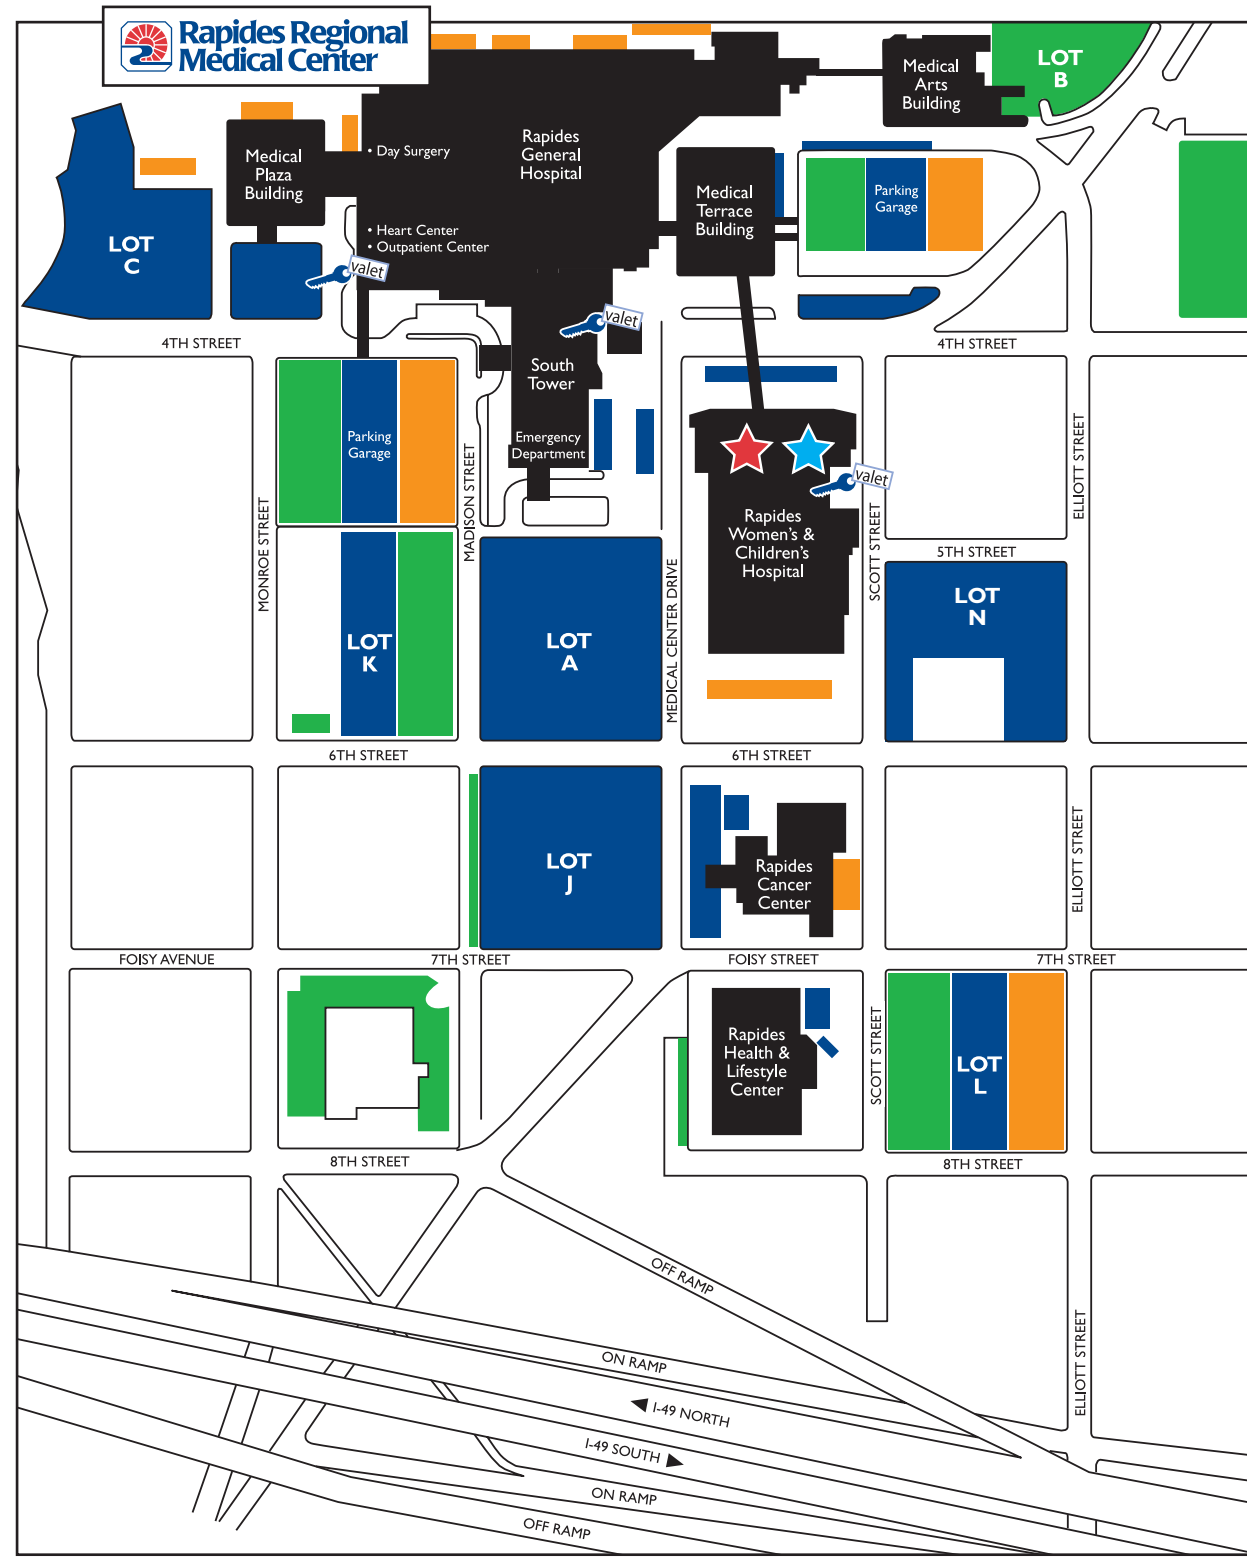 Rapides Regional
Medical Center
LOT
B
Medical
Arts
Building
Rapides
General
Hospital
• Day Surgery
Medical
Plaza
Building
Medical
Terrace
Building
Parking
Garage
• Heart Center
• Outpatient Center
LOT
C
valet
valet
4TH STREET
4TH STREET
South
Tower
Parking
Garage
Emergency
Department
MADISON STREET
ELLIOTT STREET
valet
MONROE STREET
Rapides
Women's &
Children's
Hospital
SCOTT STREET
5TH STREET
MEDICAL CENTER DRIVE
LOT
N
LOT
K
LOT
A
6TH STREET
6TH STREET
LOT
J
Rapides
Cancer
Center
ELLIOTT STREET
FOISY AVENUE
7TH STREET
FOISY STREET
7TH STREET
Rapides
Health &
Lifestyle
Center
SCOTT STREET
LOT
L
8TH STREET
8TH STREET
OFF RAMP
ON RAMP
ELLIOTT STREET
I-49 NORTH
I-49 SOUTH
ON RAMP
OFF RAMP